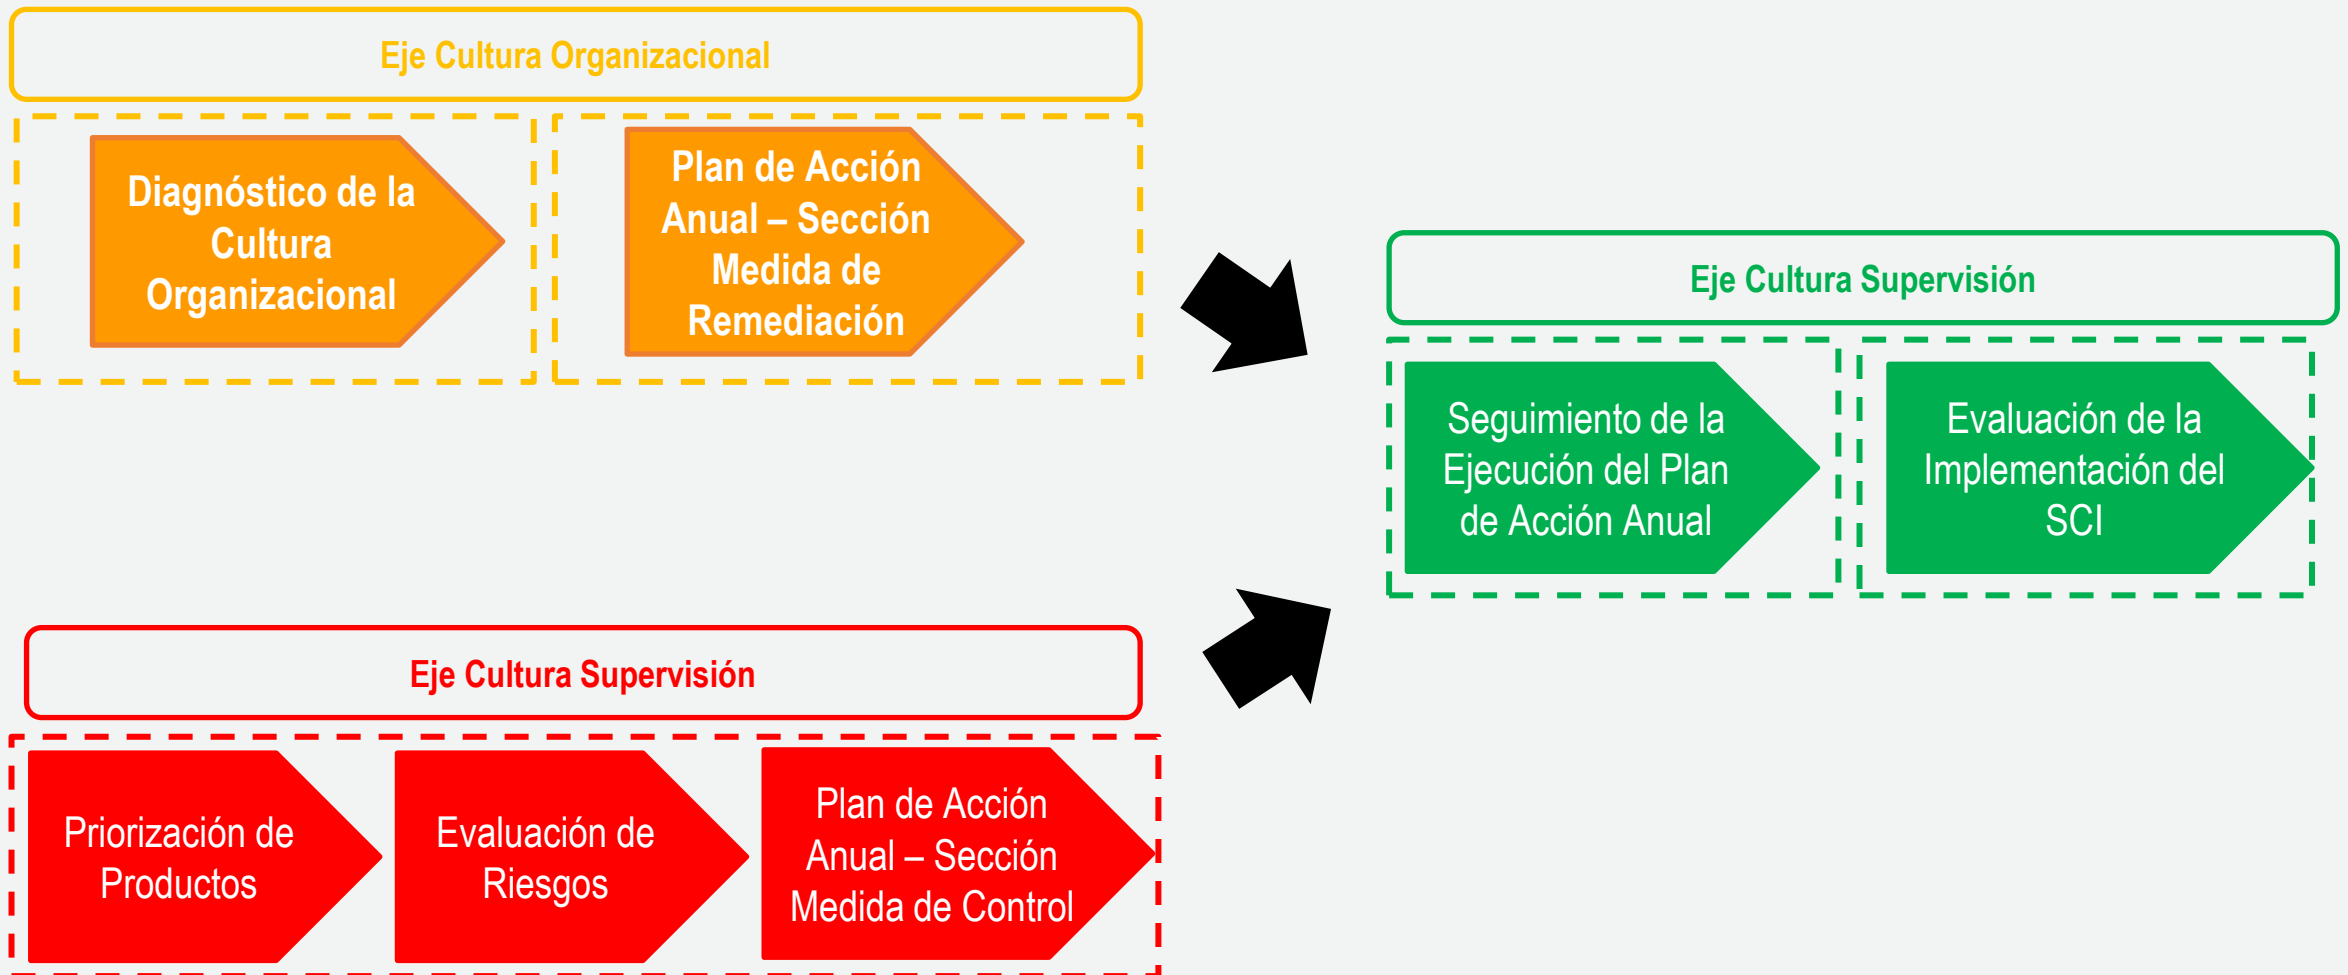 Eje Cultura Organizacional
Diagnóstico de la
Cultura
Organizacional
Plan de Acción
Anual – Sección
Medida de
Remediación
Eje Cultura Supervisión
Seguimiento de la
Ejecución del Plan
de Acción Anual
Evaluación de la
Implementación del
SCI
Eje Cultura Supervisión
Priorización de
Productos
Evaluación de
Riesgos
Plan de Acción
Anual – Sección
Medida de Control